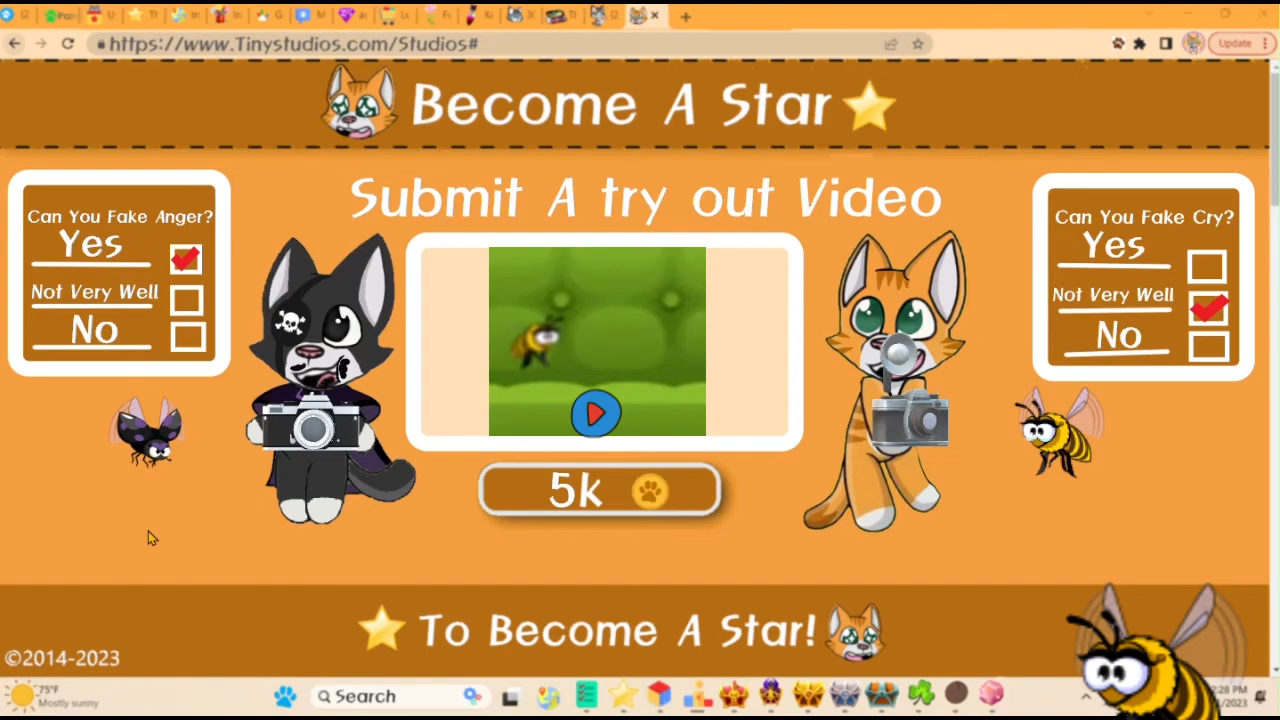 https://www.Tinystudios.com/Studios#
Update
Become A Star
Submit A try out Video
Can You Fake Anger?
Yes
Not Very Well
No
Can You Fake Cry?
Yes
Not Very Well
No
5k
To Become A Star!
©2014-2023
75°F
Mostly sunny
Search